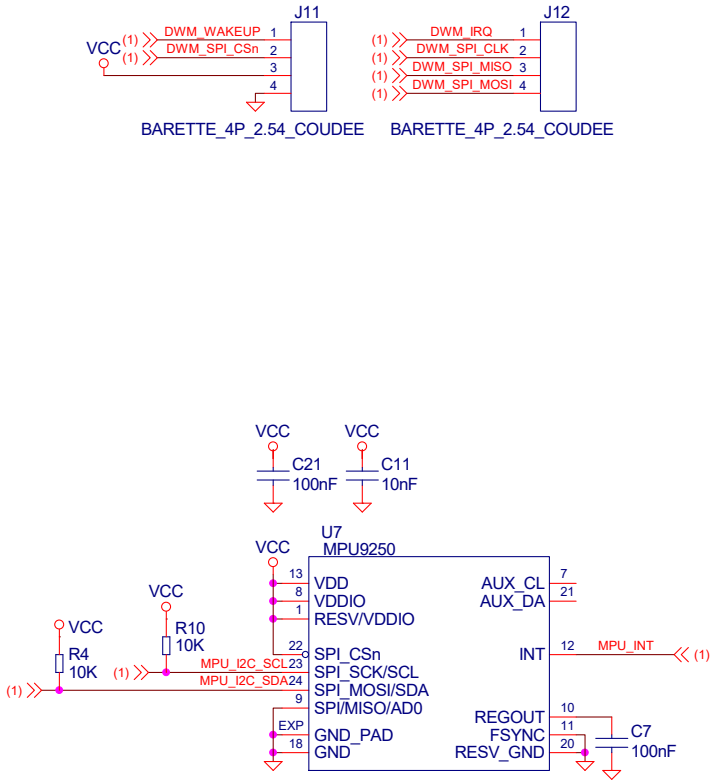 J11
DWM_WAKEUP 1
VCC (1)
DWM_SPI_CSn 2
(1)
3
4
BARETTE_4P_2.54_COUDEE
J12
(1) DWM_IRQ 1
(1) DWM_SPI_CLK 2
(1) DWM_SPI_MISO 3
(1) DWM_SPI_MOSI 4
BARETTE_4P_2.54_COUDEE
VCC
C21
100nF
VCC
C11
10nF
U7
MPU9250
VCC
13 VDD
8 VDDIO
1 RESV/VDDIO
22 SPI_CSn
MPU_I2C_SCL 23 SPI_SCK/SCL
MPU_I2C_SDA 24 SPI_MOSI/SDA
9 SPI/MISO/AD0
EXP GND_PAD
18 GND
VCC
R10
10K
(1)
VCC
R4
10K
(1)
AUX_CL 7
AUX_DA 21
INT 12 MPU_INT (1)
REGOUT 10
FSYNC 11
RESV_GND 20
C7
100nF